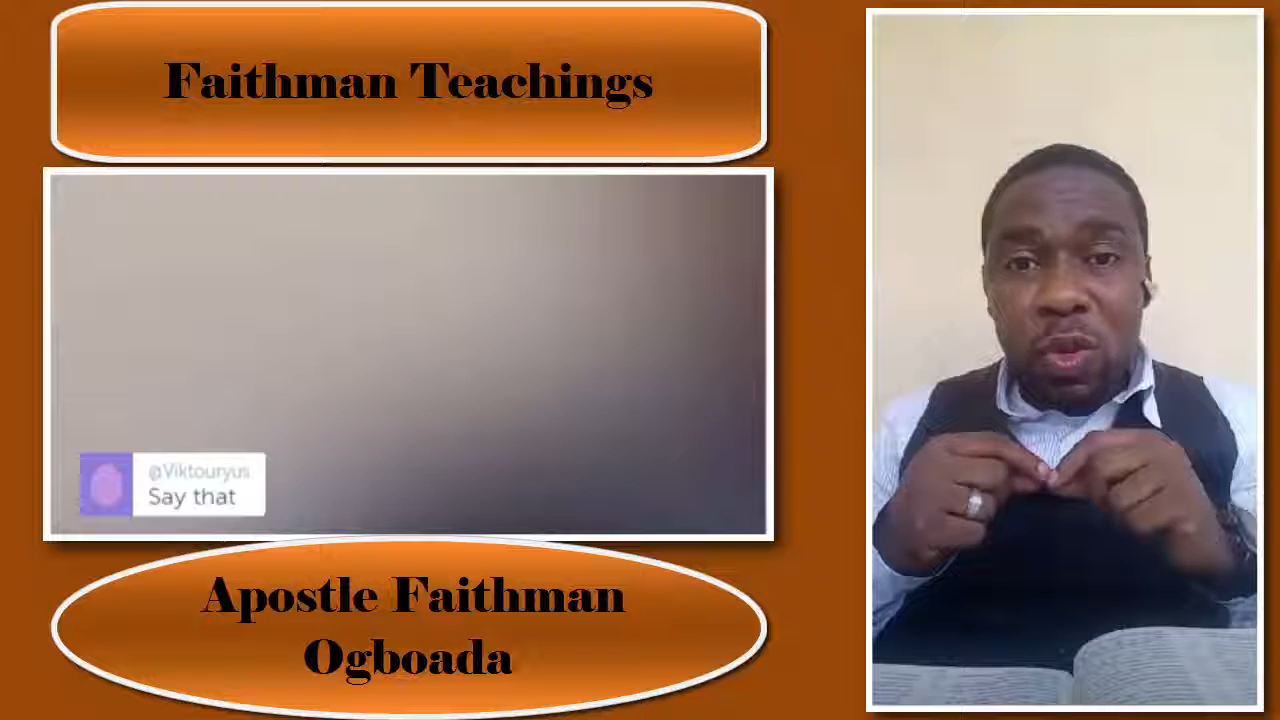 Faithman Teachings
@Viktouryus
Say that
Apostle Faithman
Ogboada